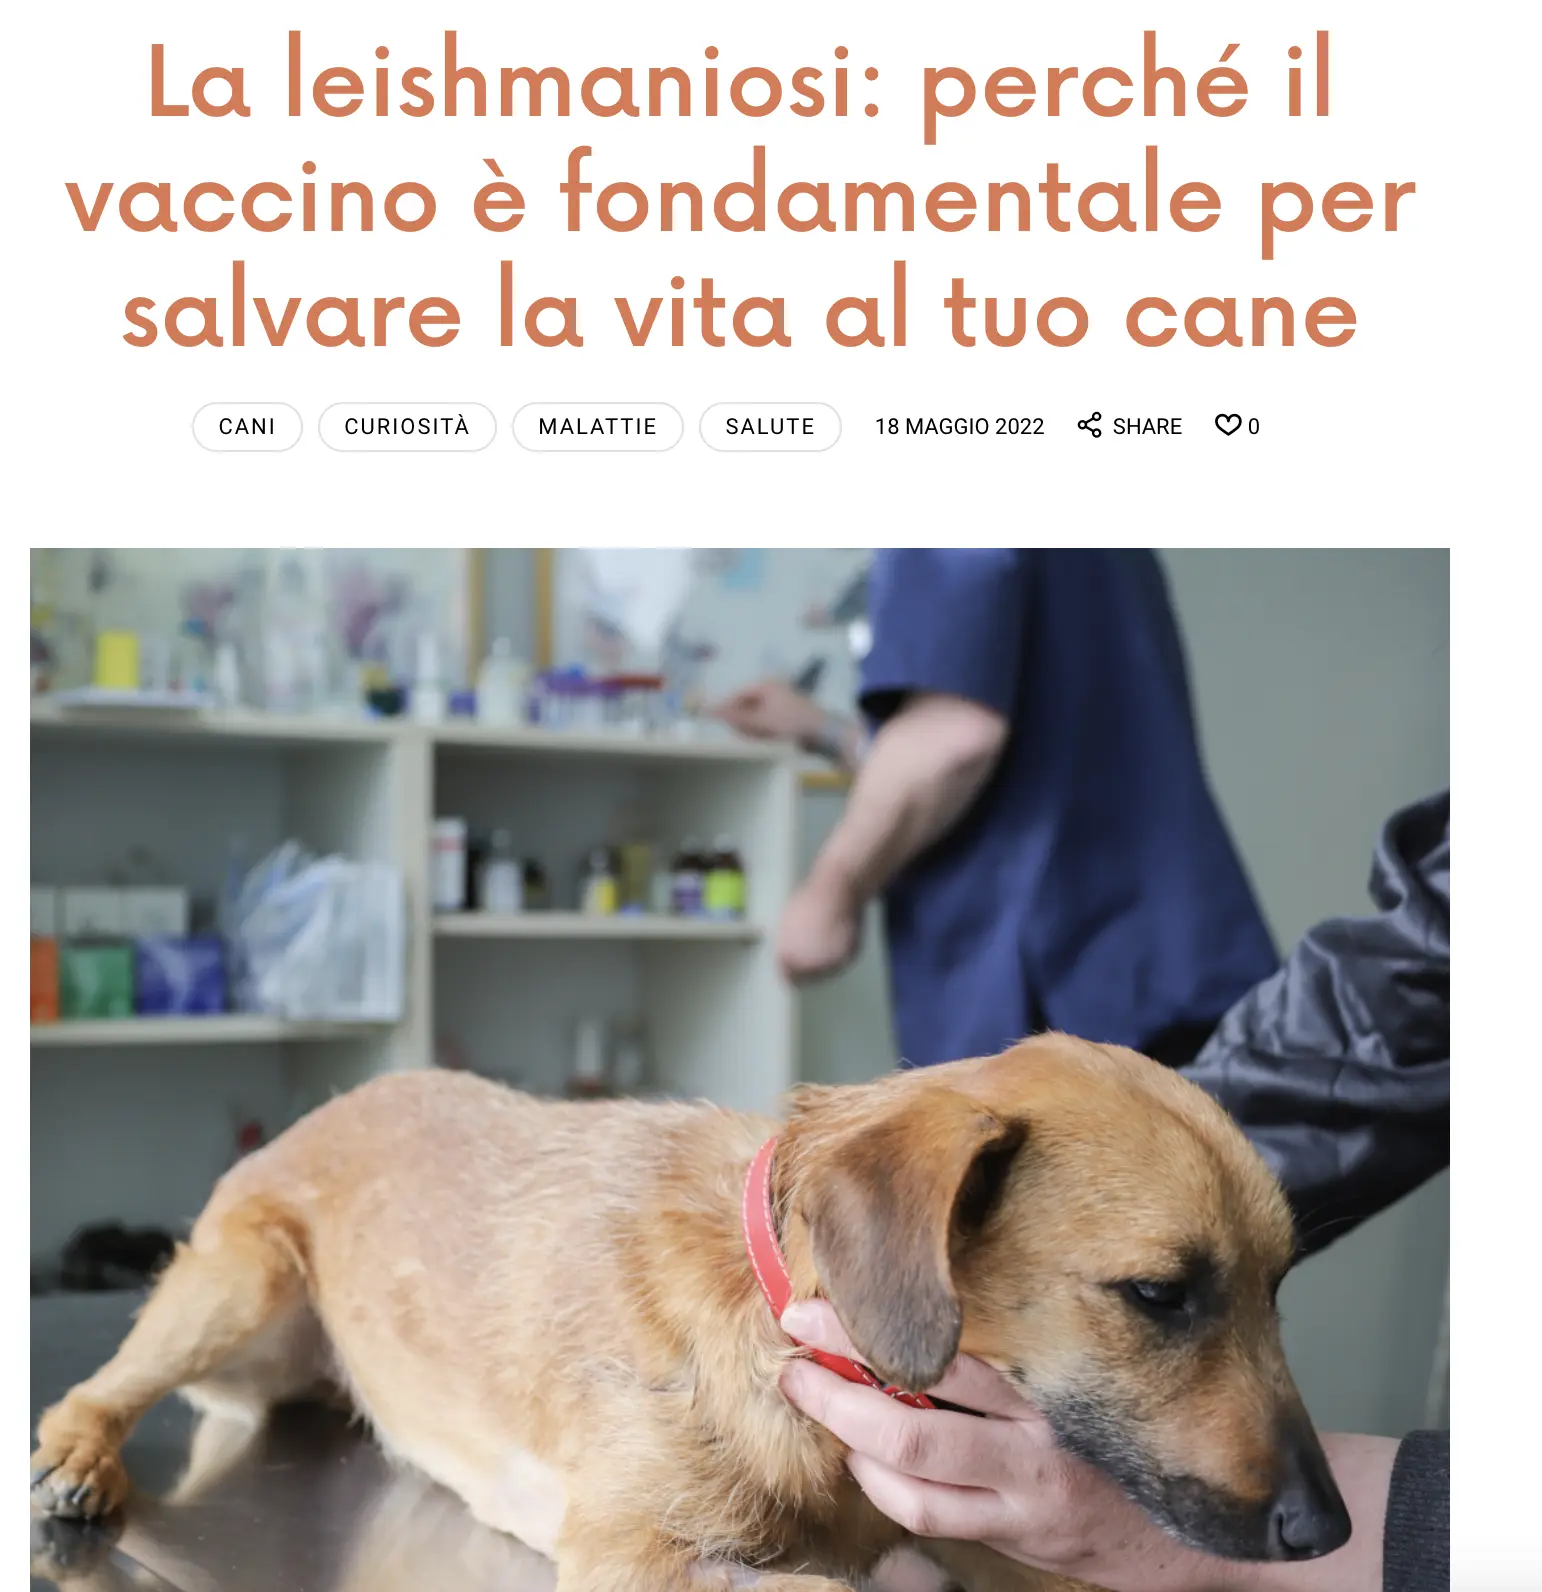 La leishmaniosi: perché il
vaccino è fondamentale per
salvare la vita al tuo cane
CANI CURIOSITÀ MALATTIE SALUTE 18 MAGGIO 2022 SHARE 0